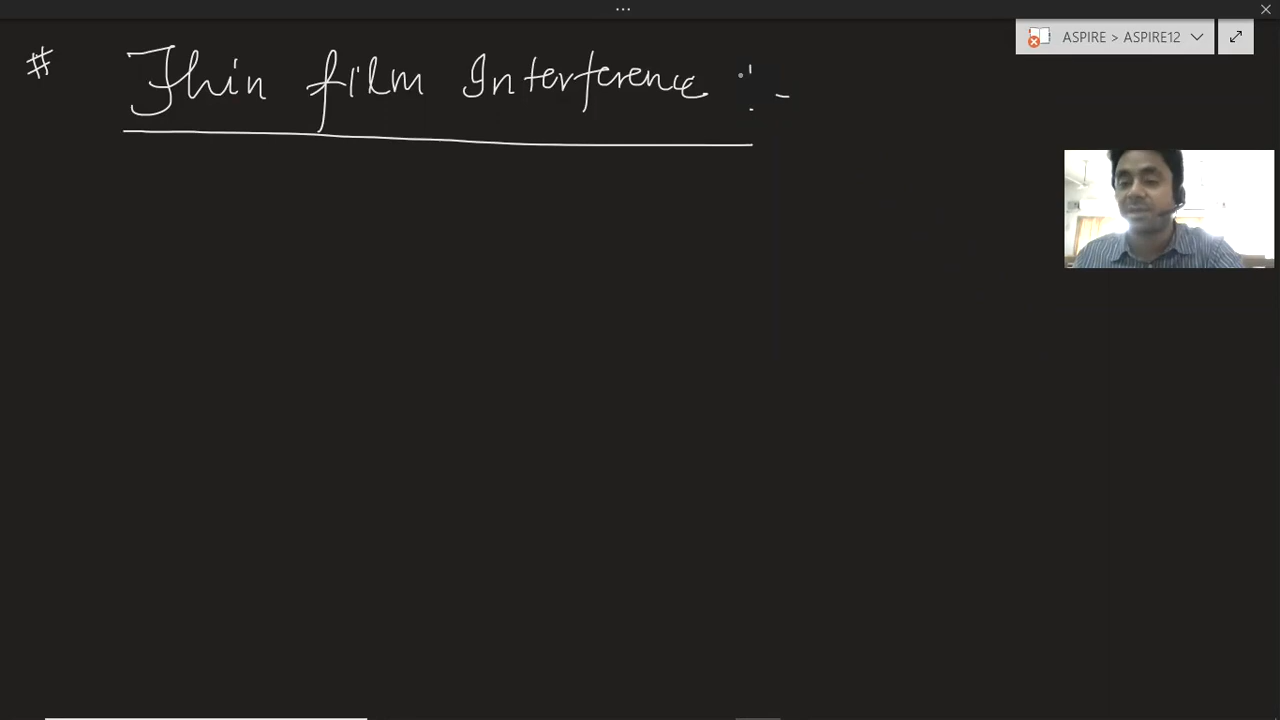 # Thin film Interference :-
ASPIRE > ASPIRE12